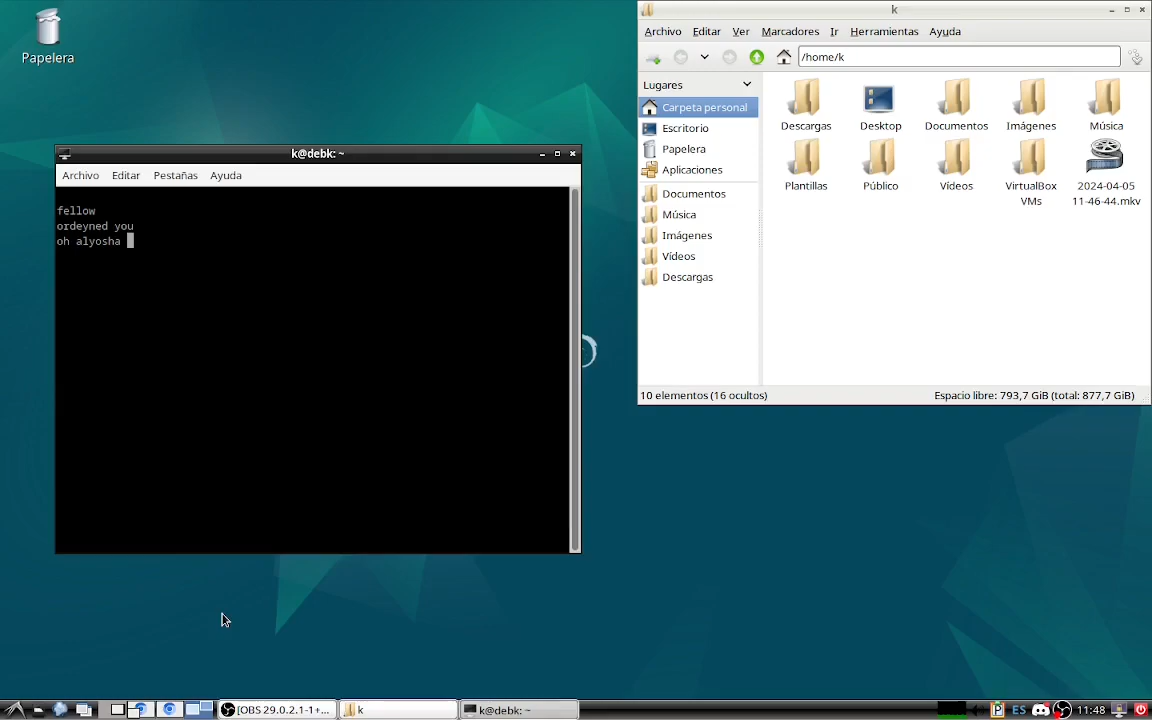 Papelera
k@debk: ~
Archivo Editar Pestañas Ayuda
fellow
ordeyned you
oh alyosha
k
Archivo Editar Ver Marcadores Ir Herramientas Ayuda
/home/k
Lugares
Carpeta personal
Escritorio
Papelera
Aplicaciones
Documentos
Música
Imágenes
Vídeos
Descargas
Descargas Desktop Documentos Imágenes Música
Plantillas Público Vídeos VirtualBox VMs 2024-04-05 11-46-44.mkv
10 elementos (16 ocultos) Espacio libre: 793,7 GiB (total: 877,7 GiB)
[OBS 29.0.2.1-1+... k k@debk: ~ P ES 11:48